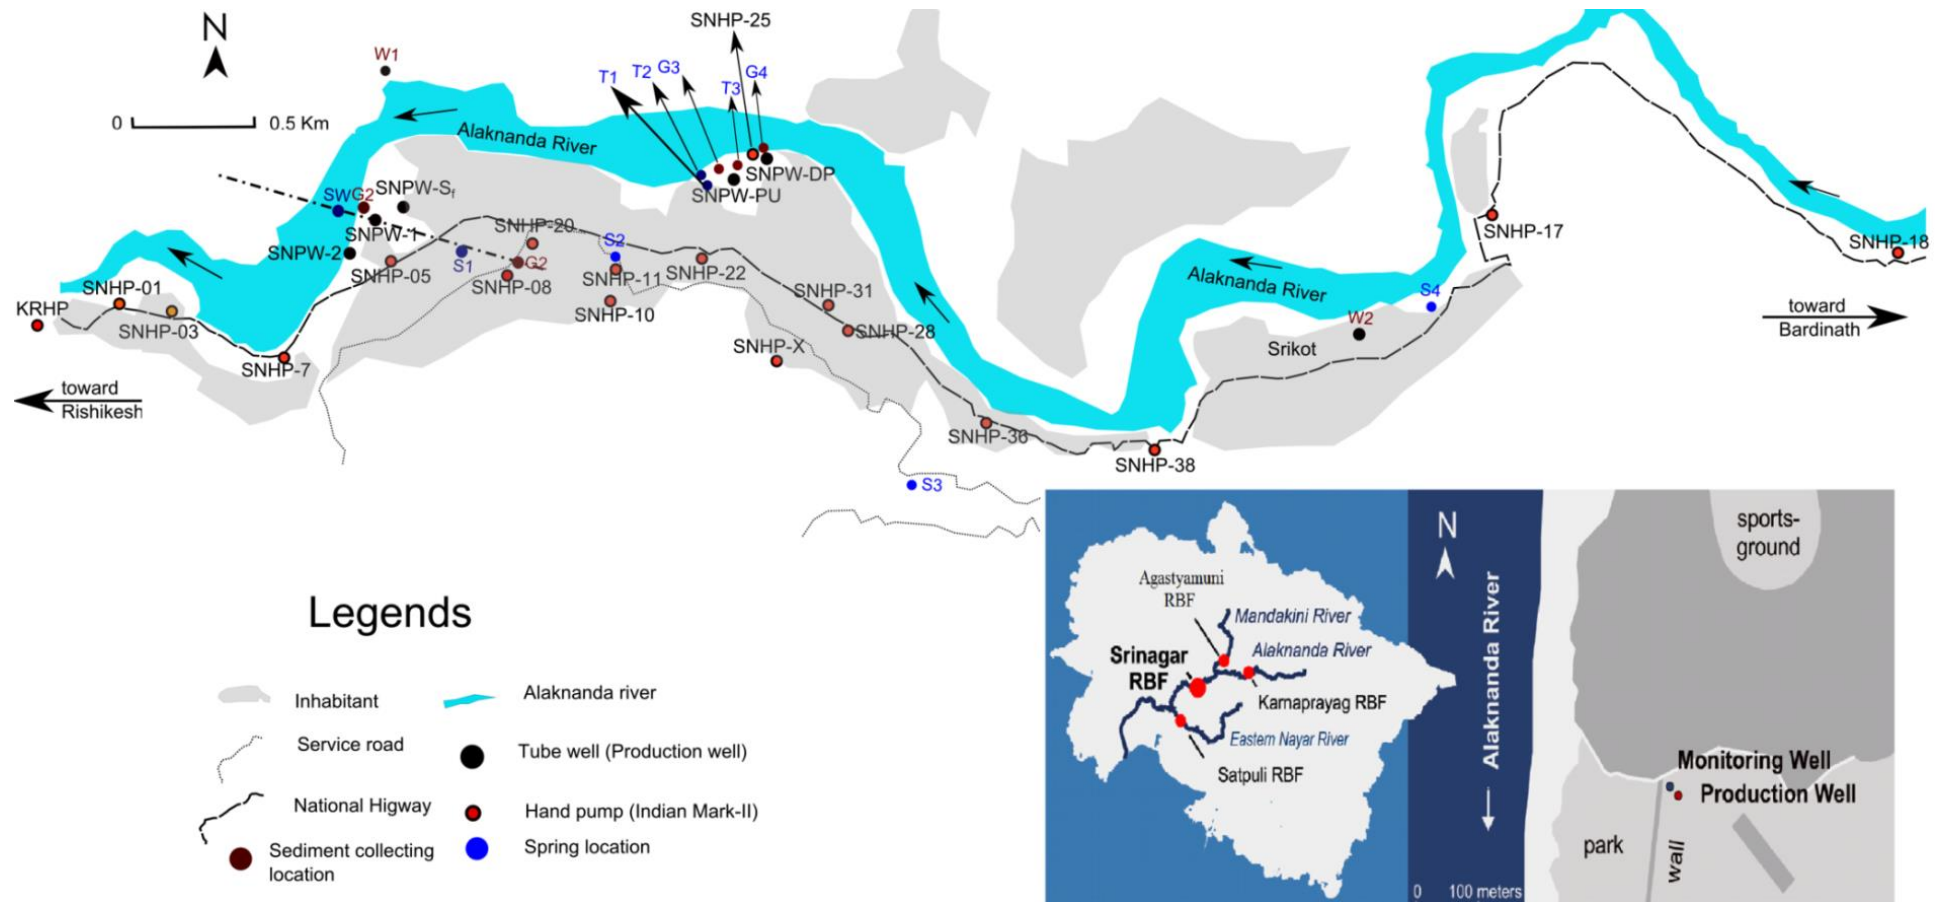 N
0
0.5 Km
W1
Alaknanda River
T1
T2
G3
SNHP-25
T3
G4
SNPW-DP
SNPW-PU
SWG2
SNPW-Sf
SNPW-1
SNPW-2
SNHP-05
S1
G2
SNHP-20
SNHP-08
S2
SNHP-11
SNHP-10
SNHP-22
SNHP-31
SNHP-28
SNHP-X
SNHP-36
SNHP-38
S3
KRHP
SNHP-01
SNHP-03
SNHP-7
toward
Rishikesh
Alaknanda River
S4
W2
Srikot
SNHP-17
SNHP-18
toward
Bardinath
Legends
Inhabitant
Alaknanda river
Service road
Tube well (Production well)
National Higway
Hand pump (Indian Mark-II)
Sediment collecting
location
Spring location
Agastyamuni
RBF
Mandakini River
Srinagar
RBF
Alaknanda River
Karnaprayag RBF
Eastern Nayar River
Satpuli RBF
N
Alaknanda River
0 100 meters
sports-
ground
Monitoring Well
Production Well
park
wall